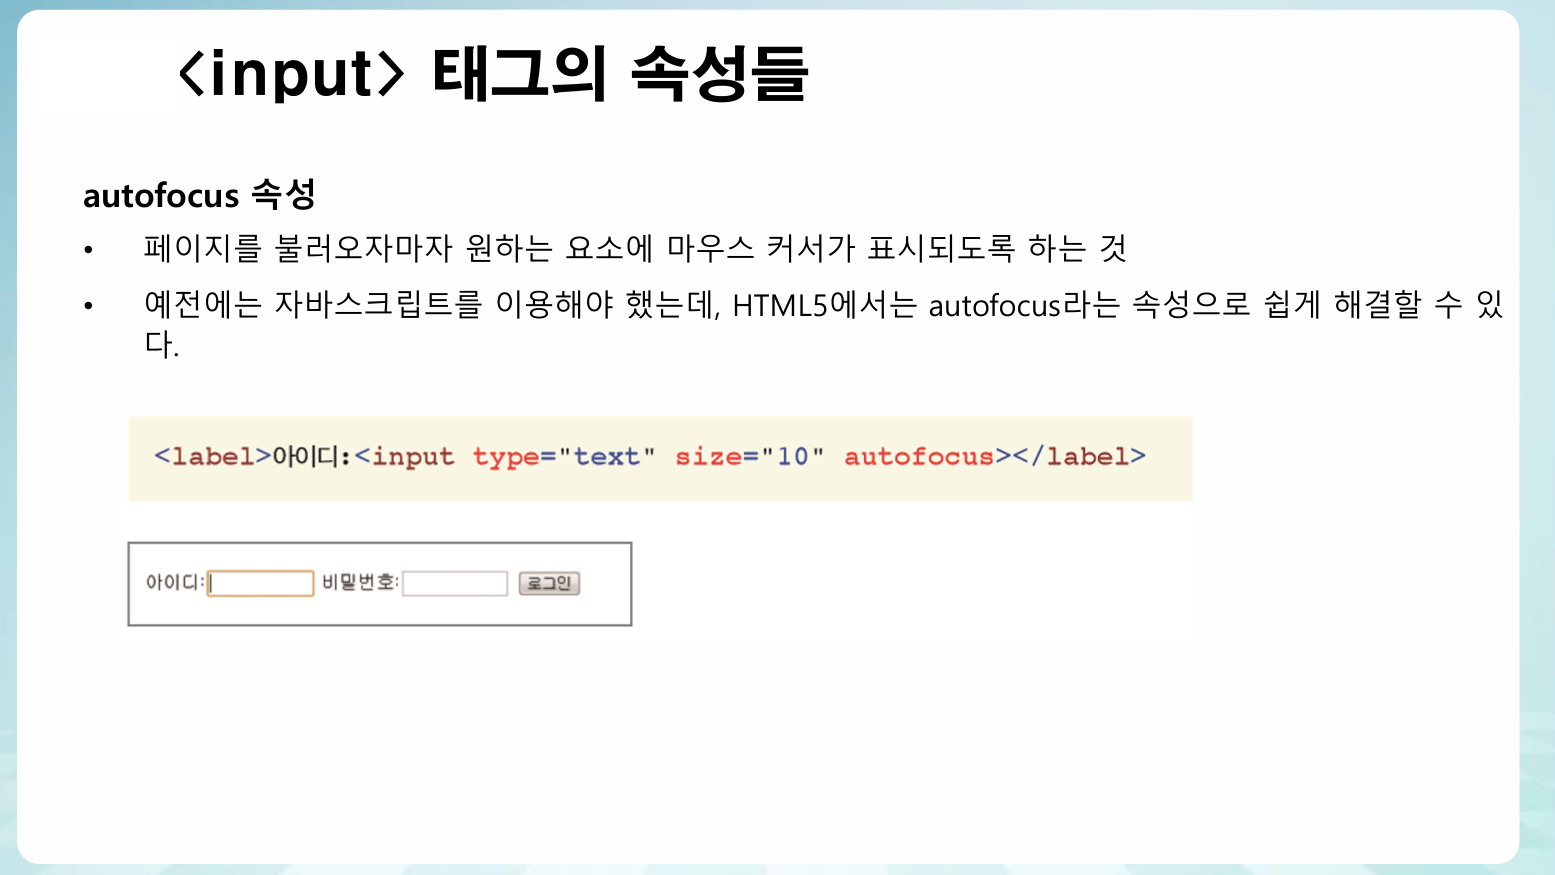 <input> 태그의 속성들
autofocus 속성
• 페이지를 불러오자마자 원하는 요소에 마우스 커서가 표시되도록 하는 것
• 예전에는 자바스크립트를 이용해야 했는데, HTML5에서는 autofocus라는 속성으로 쉽게 해결할 수 있
다.
<label>아이디:<input type="text" size="10" autofocus></label>
아이디: 비밀번호: 로그인